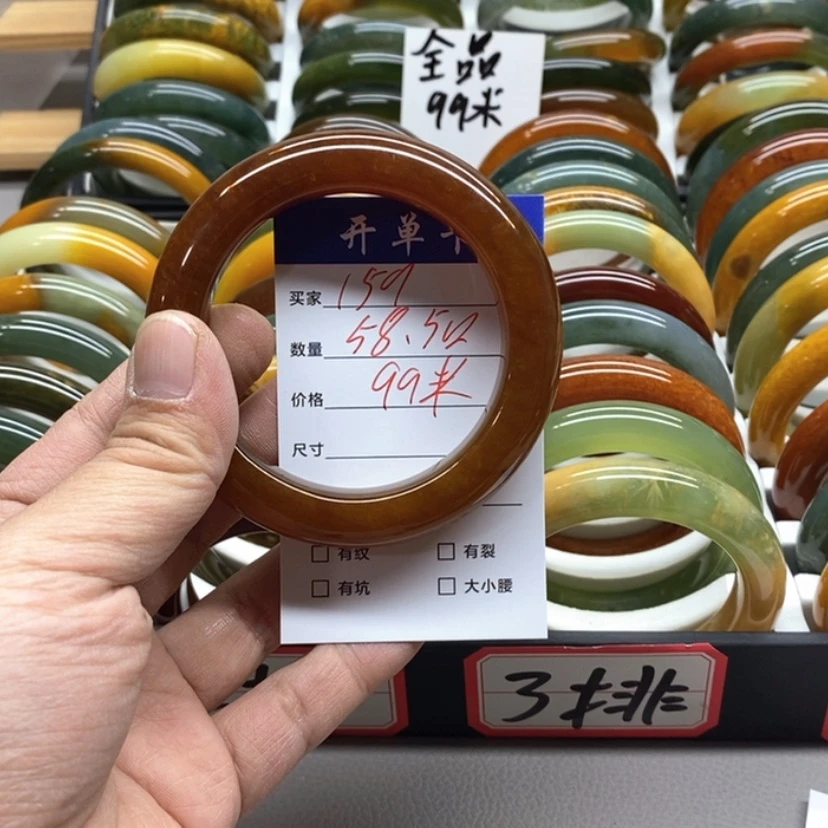 全品
99米
开单卡
买家 159
数量 58.5u
价格 99米
尺寸
有纹
有裂
有坑
大小腰
3排